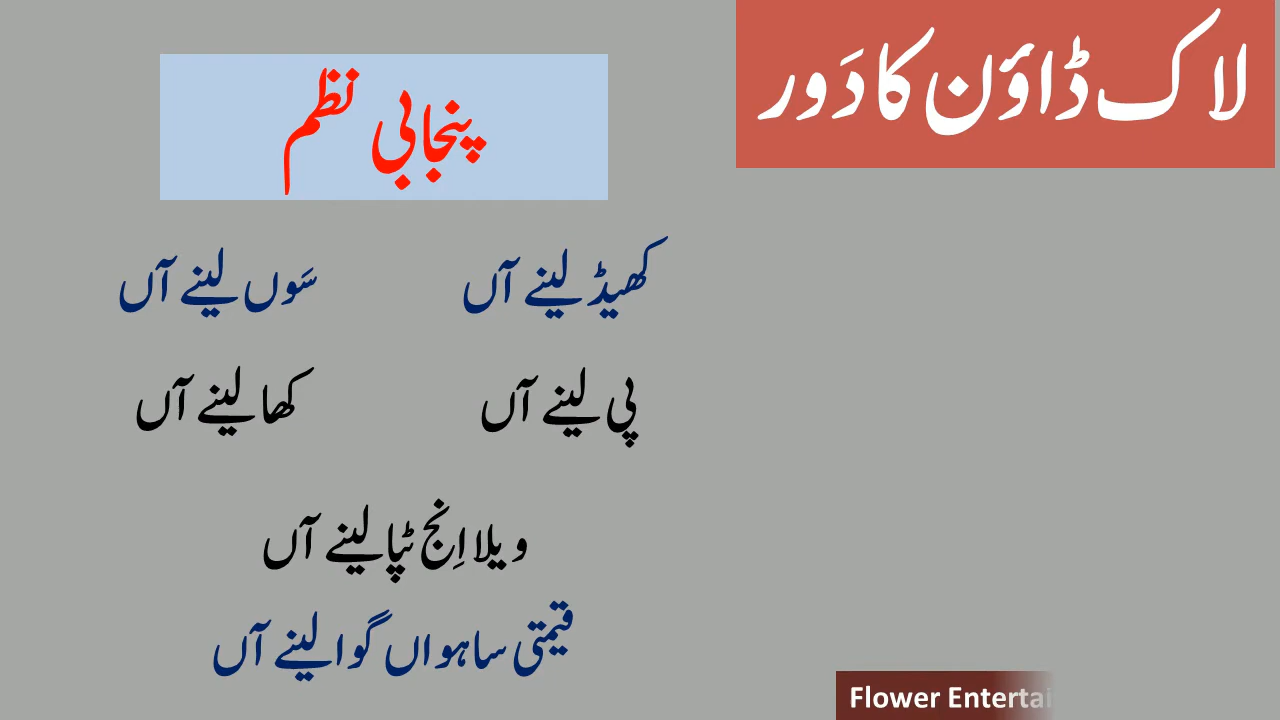 لاک ڈاؤن کا دَور
پنجابی نظم
کھیڈ لینے آں سَوں لینے آں
پی لینے آں کھا لینے آں
ویلا اِنج ٹپا لینے آں
قیمتی ساہواں گوا لینے آں
Flower Entertai